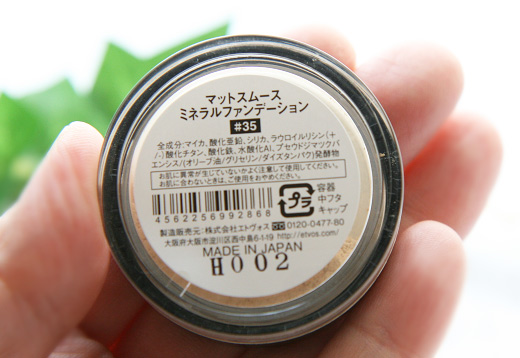 マットスムース
ミネラルファンデーション
#35
全成分:マイカ、酸化亜鉛、シリカ、ラウロイルリシン(+
/-)酸化チタン、酸化鉄、水酸化Al、プセウドジマツクバ
エンシス/(オリーブ油/グリセリン/ダイズタンパク)発酵物
お肌に異常が生じていないかよく注意して使用してください。
お肌に合わないときは、ご使用をおやめください。
プラ
容器
中フタ
キャップ
4562256992868
製造販売元:株式会社エトヴォス 0120-0477-80
大阪府大阪市淀川区西中島6-1-19 http://etvos.com/
MADE IN JAPAN
H002